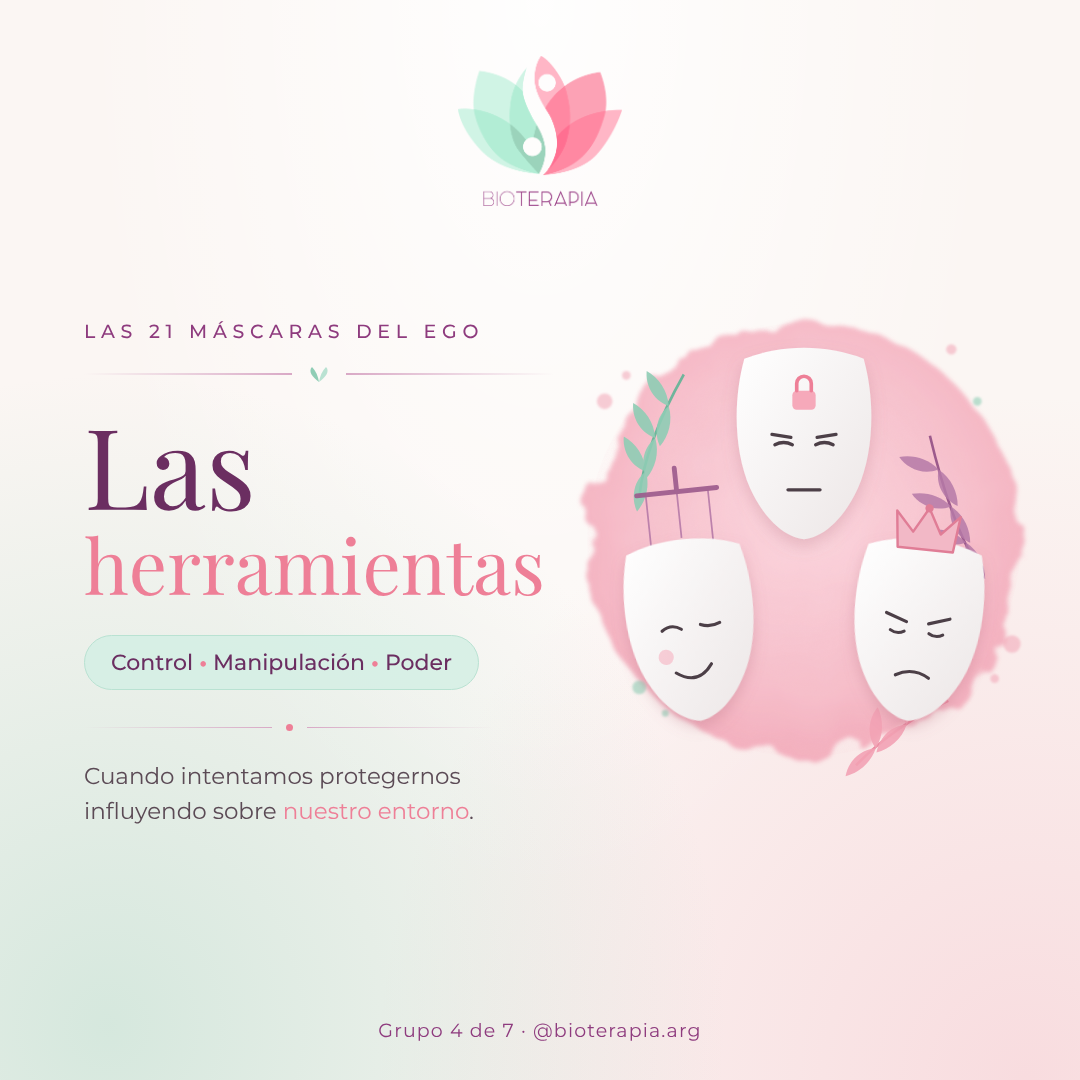 BIOTERAPIA
LAS 21 MÁSCARAS DEL EGO
Las
herramientas
Control • Manipulación • Poder
Cuando intentamos protegernos
influyendo sobre nuestro entorno.
Grupo 4 de 7 · @bioterapia.arg